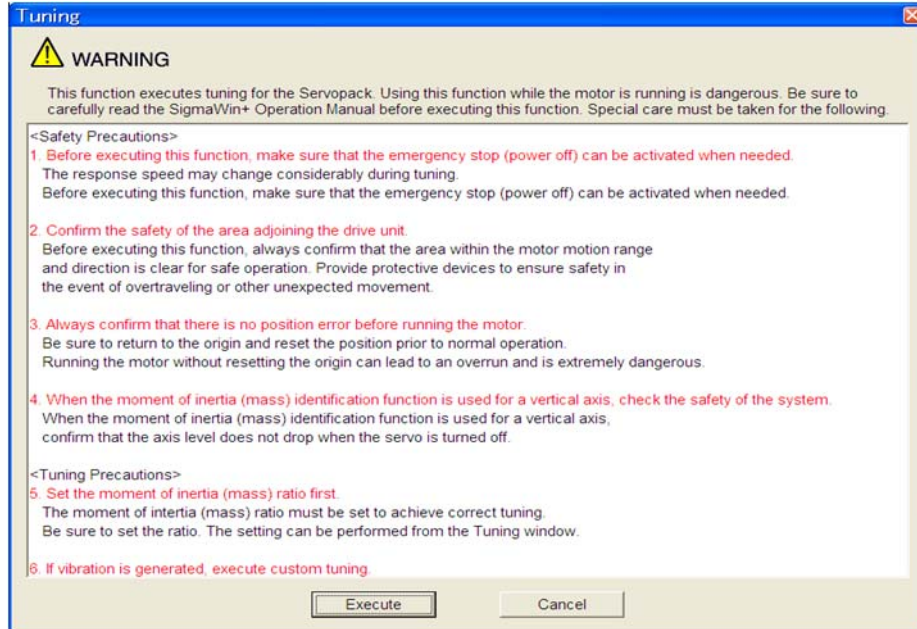 Tuning
WARNING
This function executes tuning for the Servopack. Using this function while the motor is running is dangerous. Be sure to
carefully read the SigmaWin+ Operation Manual before executing this function. Special care must be taken for the following.
<Safety Precautions>
1. Before executing this function, make sure that the emergency stop (power off) can be activated when needed.
The response speed may change considerably during tuning.
Before executing this function, make sure that the emergency stop (power off) can be activated when needed.
2. Confirm the safety of the area adjoining the drive unit.
Before executing this function, always confirm that the area within the motor motion range
and direction is clear for safe operation. Provide protective devices to ensure safety in
the event of overtraveling or other unexpected movement.
3. Always confirm that there is no position error before running the motor.
Be sure to return to the origin and reset the position prior to normal operation.
Running the motor without resetting the origin can lead to an overrun and is extremely dangerous.
4. When the moment of inertia (mass) identification function is used for a vertical axis, check the safety of the system.
When the moment of inertia (mass) identification function is used for a vertical axis,
confirm that the axis level does not drop when the servo is turned off.
<Tuning Precautions>
5. Set the moment of inertia (mass) ratio first.
The moment of intertia (mass) ratio must be set to achieve correct tuning.
Be sure to set the ratio. The setting can be performed from the Tuning window.
6. If vibration is generated, execute custom tuning.
Execute
Cancel